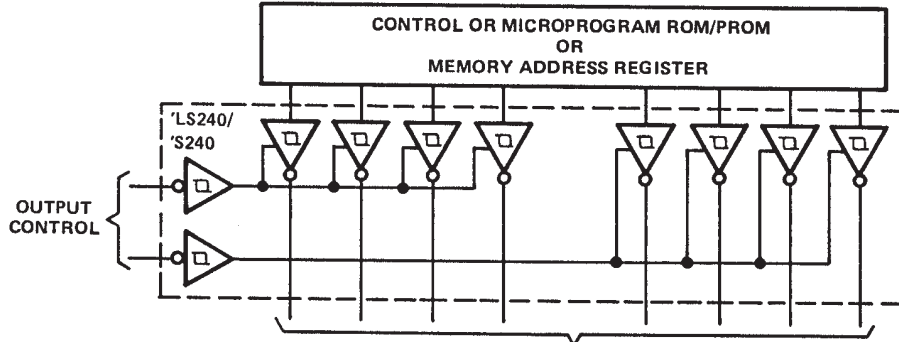 CONTROL OR MICROPROGRAM ROM/PROM
OR
MEMORY ADDRESS REGISTER
'LS240/
'S240
OUTPUT
CONTROL